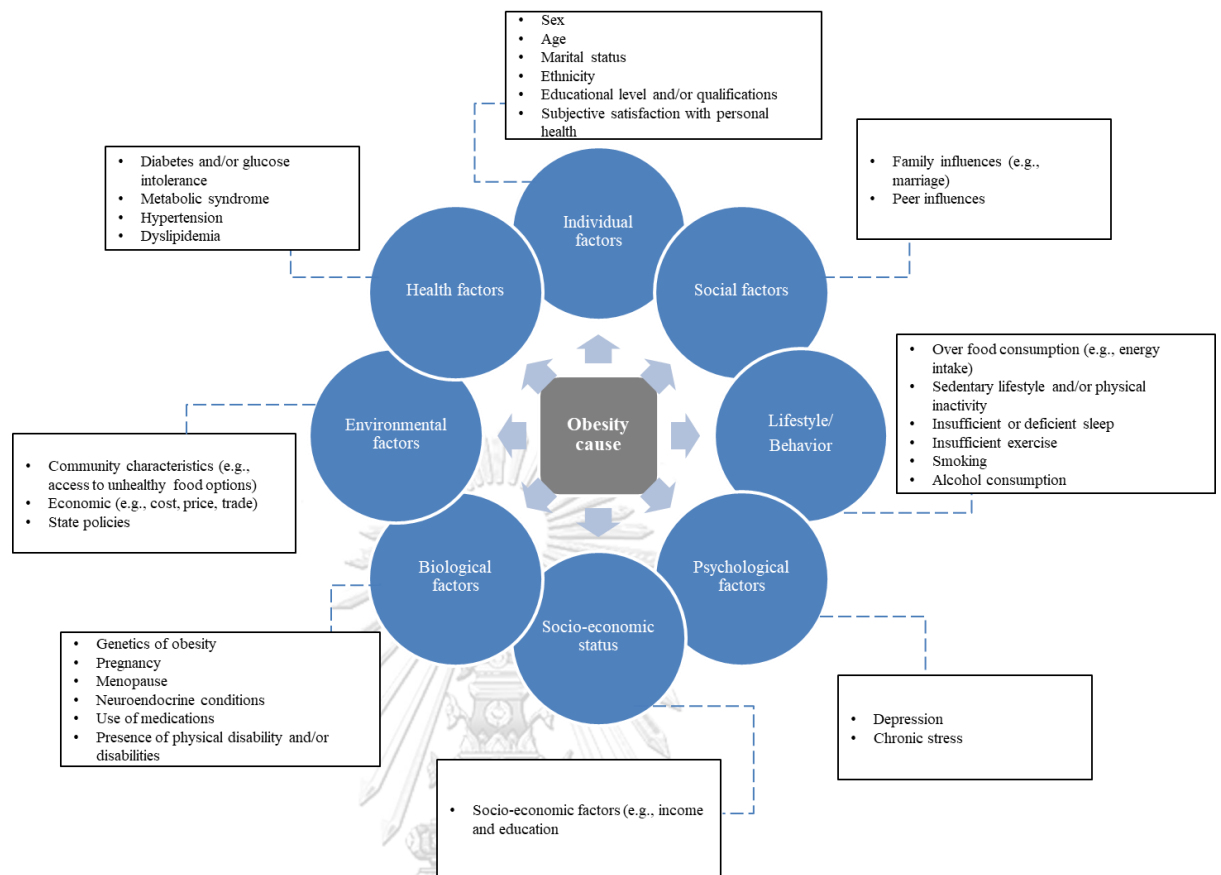 • Sex
• Age
• Marital status
• Ethnicity
• Educational level and/or qualifications
• Subjective satisfaction with personal
health
• Diabetes and/or glucose
intolerance
• Metabolic syndrome
• Hypertension
• Dyslipidemia
• Family influences (e.g.,
marriage)
• Peer influences
Individual
factors
Health factors
Social factors
• Over food consumption (e.g., energy
intake)
• Sedentary lifestyle and/or physical
inactivity
• Insufficient or deficient sleep
• Insufficient exercise
• Smoking
• Alcohol consumption
Environmental
factors
Obesity
cause
Lifestyle/
Behavior
• Community characteristics (e.g.,
access to unhealthy food options)
• Economic (e.g., cost, price, trade)
• State policies
Biological
factors
Psychological
factors
Socio-economic
status
• Genetics of obesity
• Pregnancy
• Menopause
• Neuroendocrine conditions
• Use of medications
• Presence of physical disability and/or
disabilities
• Depression
• Chronic stress
• Socio-economic factors (e.g., income
and education